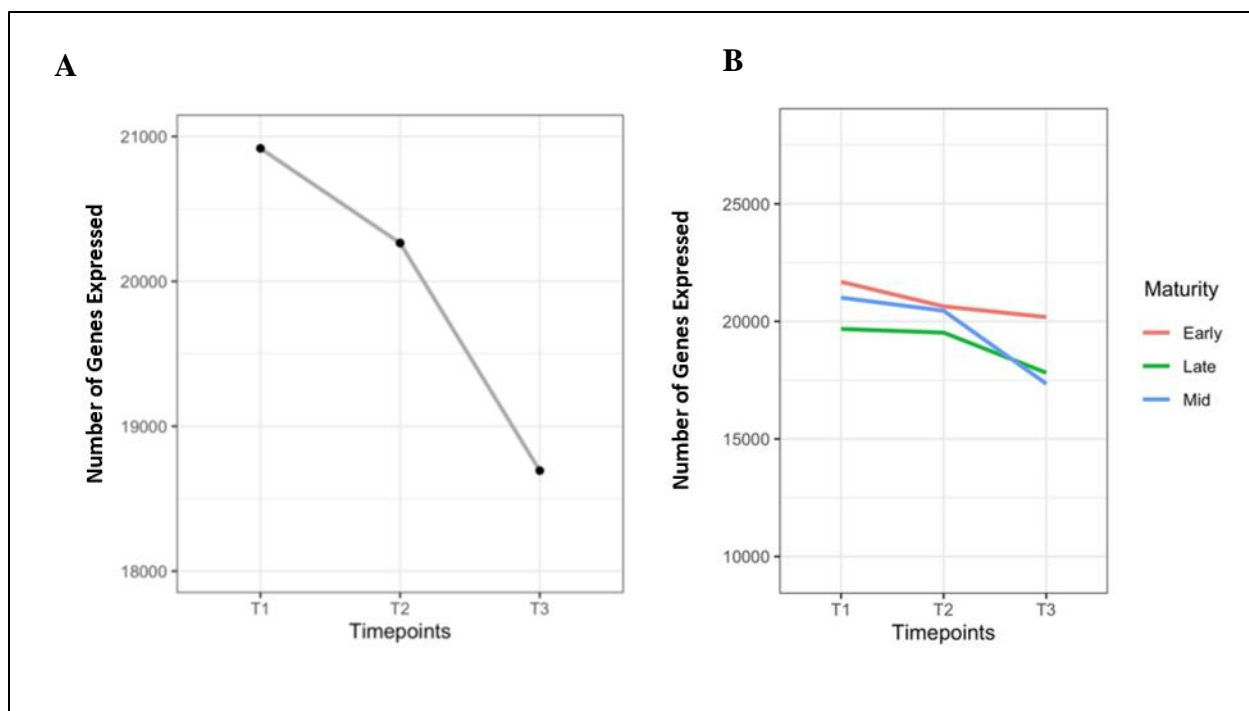 A
Number of Genes Expressed
21000
20000
19000
18000
T1 T2 T3
Timepoints
B
Number of Genes Expressed
25000
20000
15000
10000
T1 T2 T3
Timepoints
Maturity
Early
Late
Mid